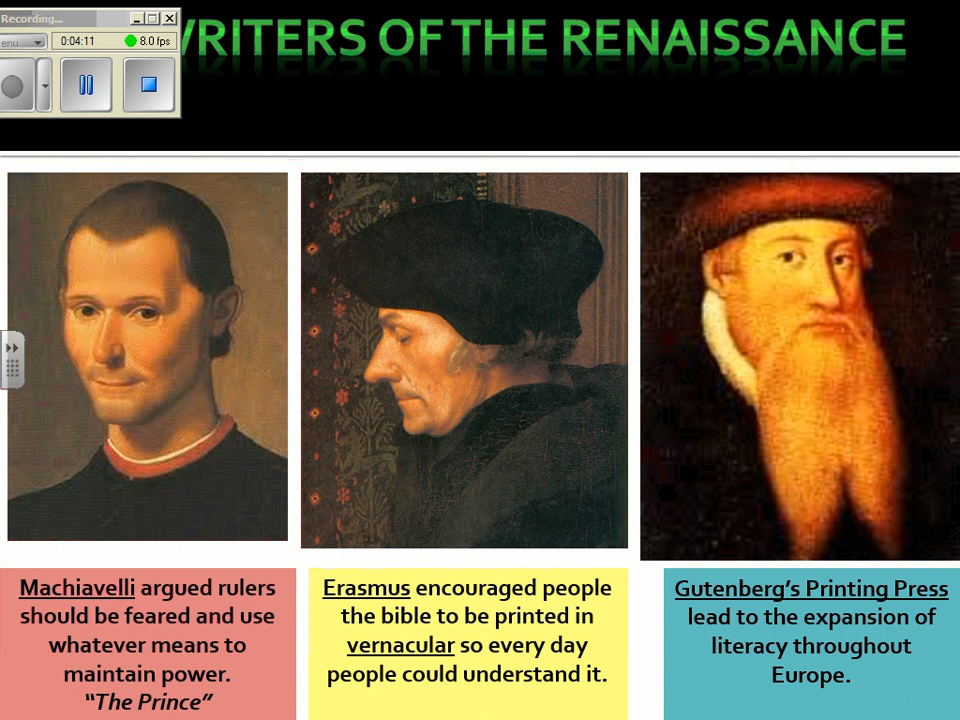 Recording...
WRITERS OF THE RENAISSANCE
enu
0:04:11
8.0 fps
Machiavelli argued rulers
should be feared and use
whatever means to
maintain power.
“The Prince”
Erasmus encouraged people
the bible to be printed in
vernacular so every day
people could understand it.
Gutenberg’s Printing Press
lead to the expansion of
literacy throughout
Europe.